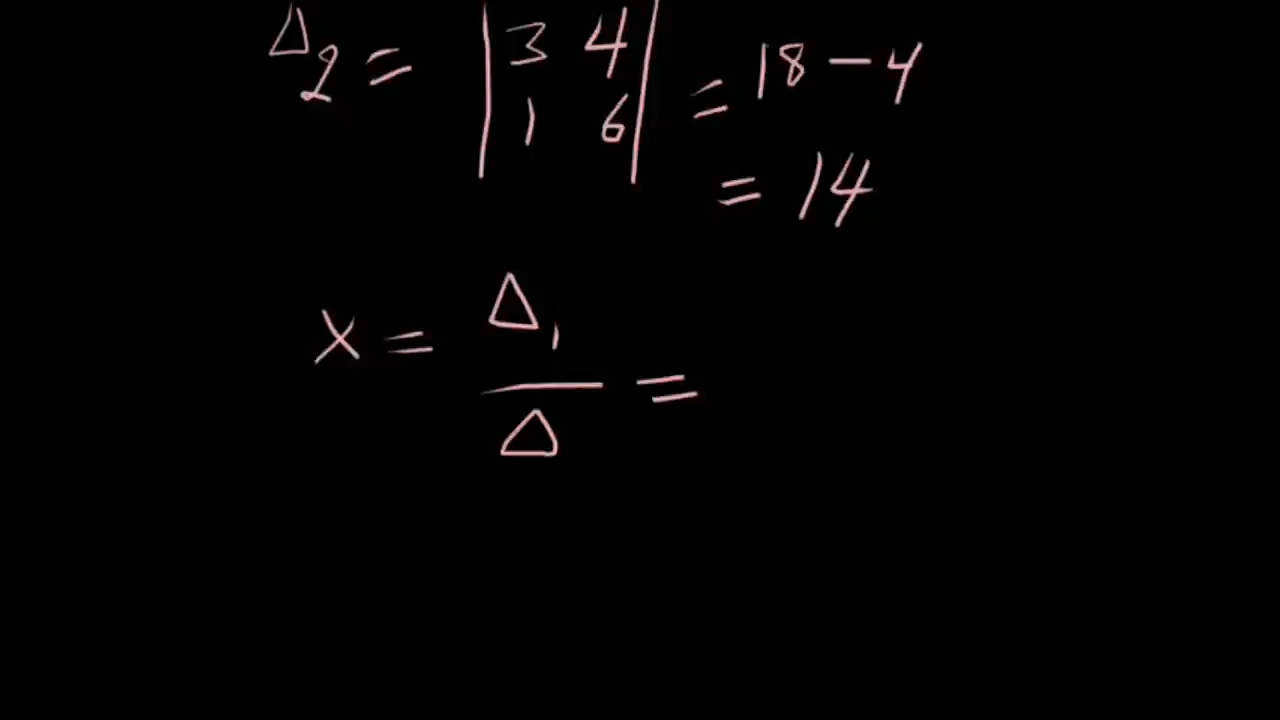 Δ₂ = |3 4| = 18 − 4
|1 6|
= 14
x = Δ₁
— =
Δ